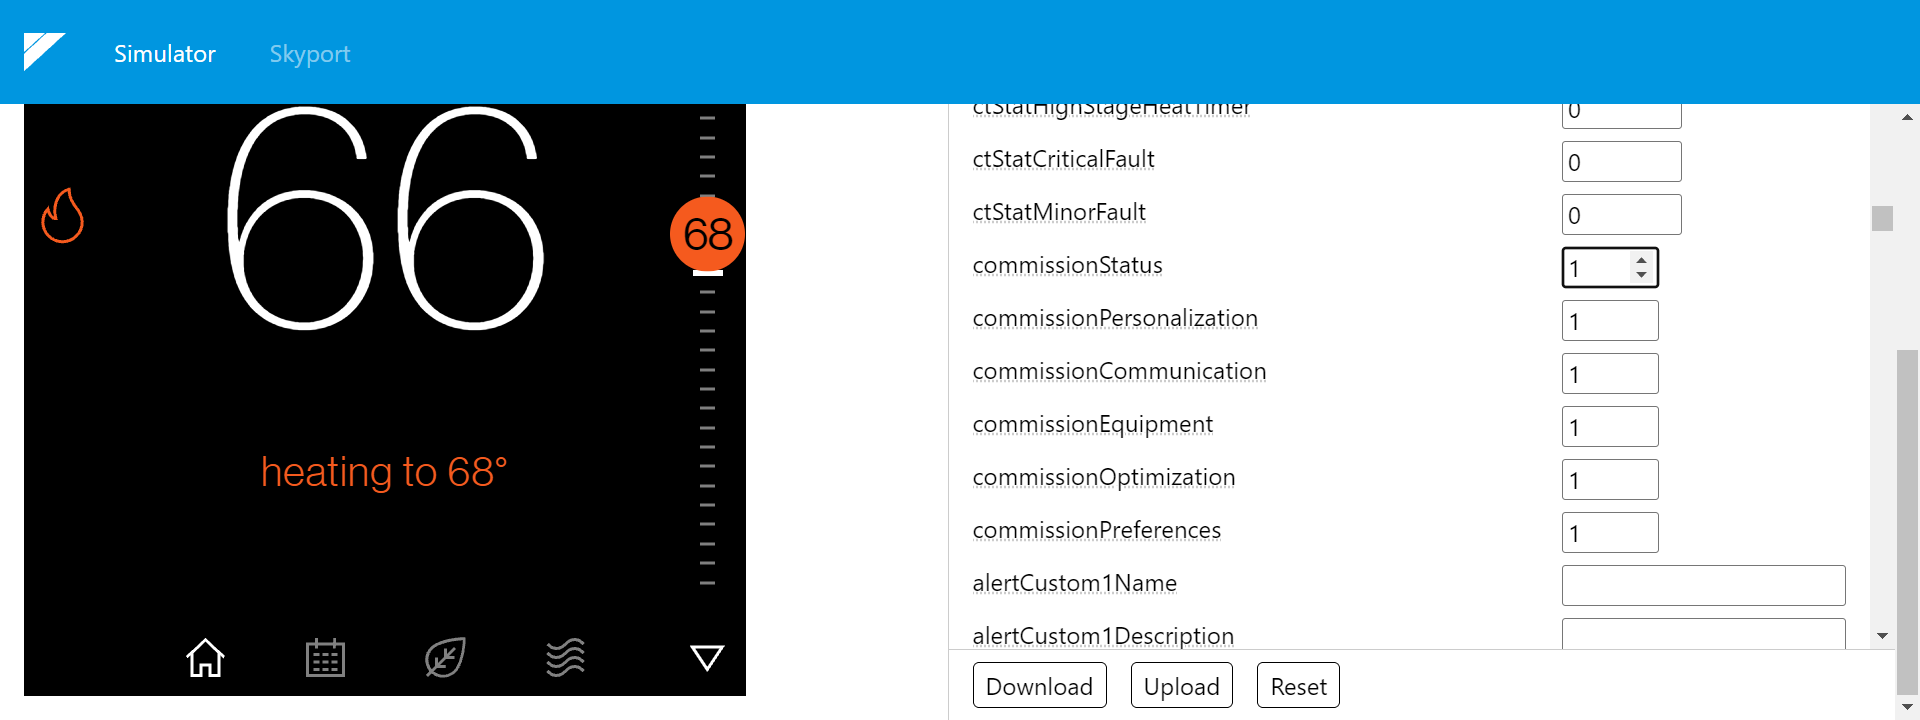 Simulator
Skyport
66
68
heating to 68°
ctStatHighStageHeatTimer 0
ctStatCriticalFault 0
ctStatMinorFault 0
commissionStatus 1
commissionPersonalization 1
commissionCommunication 1
commissionEquipment 1
commissionOptimization 1
commissionPreferences 1
alertCustom1Name
alertCustom1Description
Download
Upload
Reset